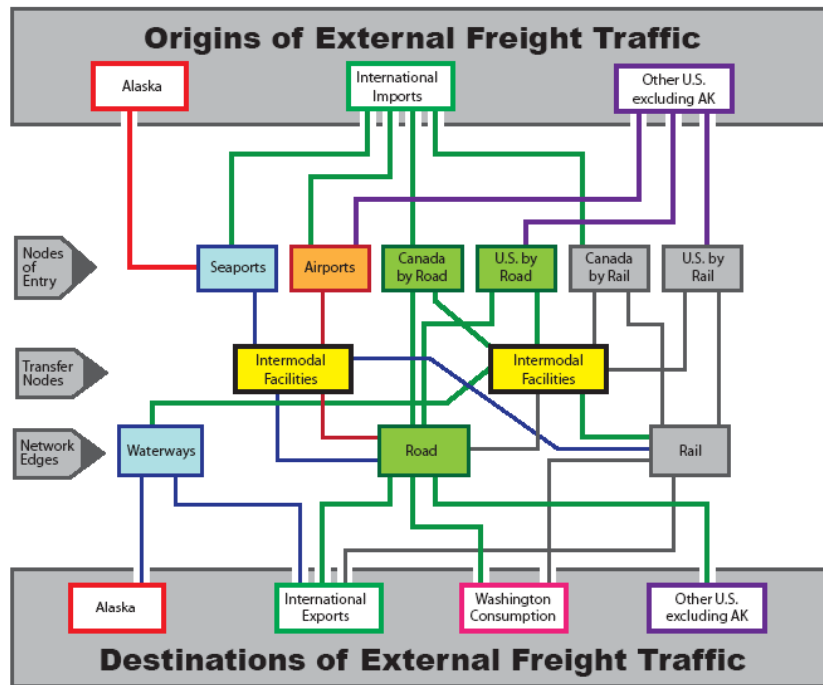 Origins of External Freight Traffic
Alaska
International
Imports
Other U.S.
excluding AK
Nodes
of
Entry
Seaports
Airports
Canada
by Road
U.S. by
Road
Canada
by Rail
U.S. by
Rail
Transfer
Nodes
Intermodal
Facilities
Intermodal
Facilities
Network
Edges
Waterways
Road
Rail
Alaska
International
Exports
Washington
Consumption
Other U.S.
excluding AK
Destinations of External Freight Traffic